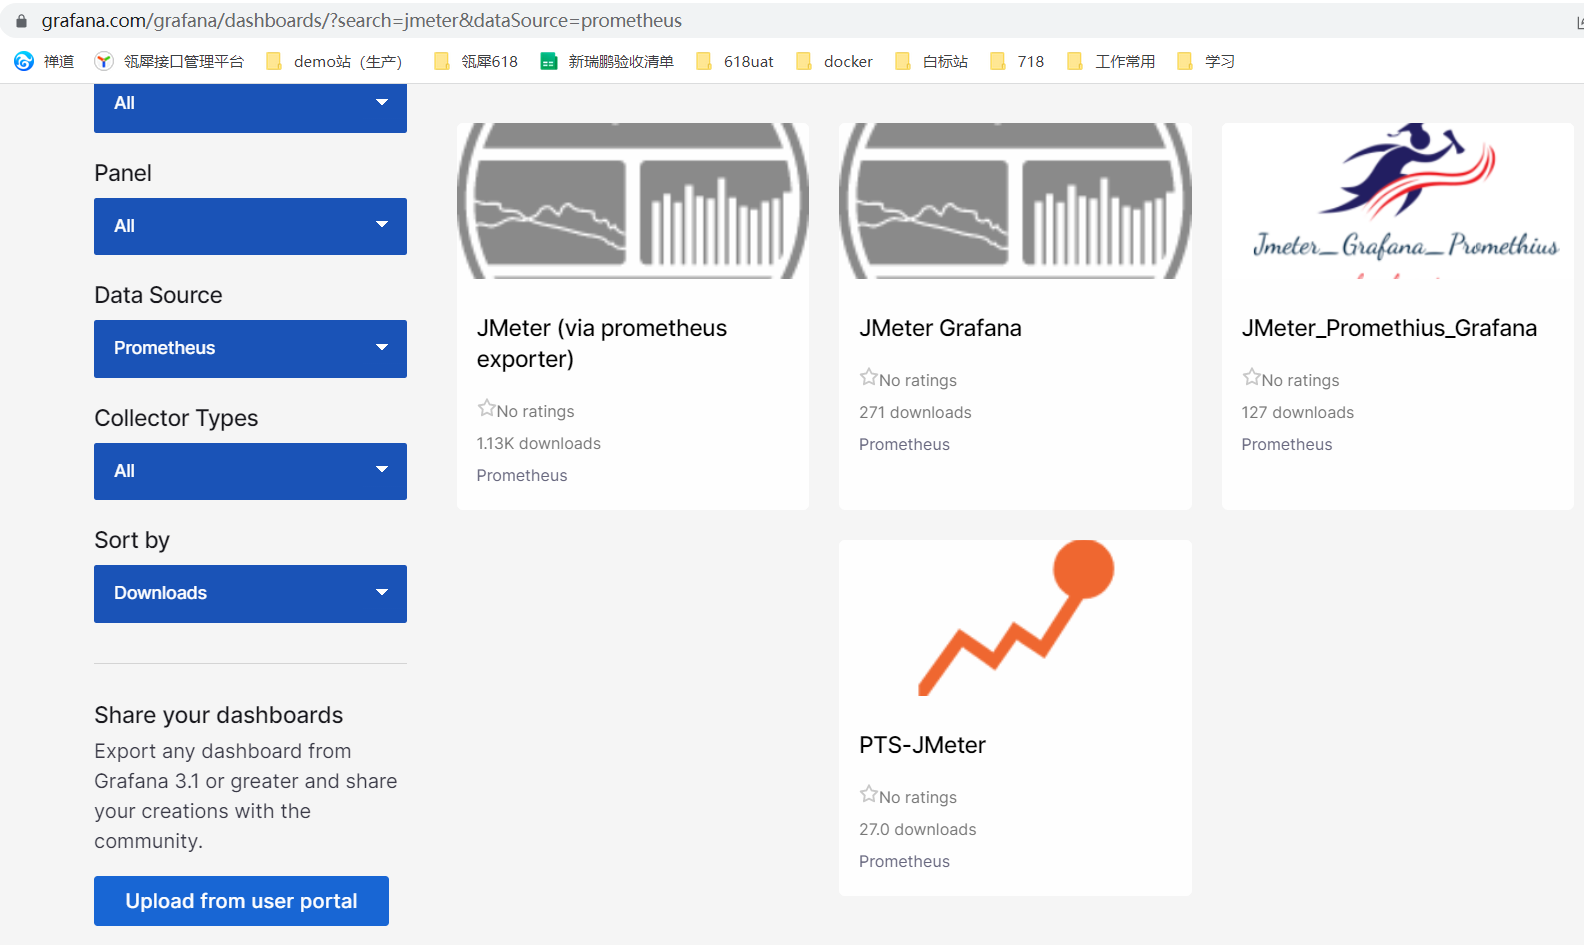 grafana.com/grafana/dashboards/?search=jmeter&dataSource=prometheus
禅道 瓴犀接口管理平台 demo站（生产） 瓴犀618 新瑞鹏验收清单 618uat docker 白标站 718 工作常用 学习
All
Panel
All
Data Source
Prometheus
Collector Types
All
Sort by
Downloads
Share your dashboards
Export any dashboard from
Grafana 3.1 or greater and share
your creations with the
community.
Upload from user portal
JMeter (via prometheus
exporter)
No ratings
1.13K downloads
Prometheus
JMeter Grafana
No ratings
271 downloads
Prometheus
Jmeter_Grafana_Promethius
JMeter_Promethius_Grafana
No ratings
127 downloads
Prometheus
PTS-JMeter
No ratings
27.0 downloads
Prometheus